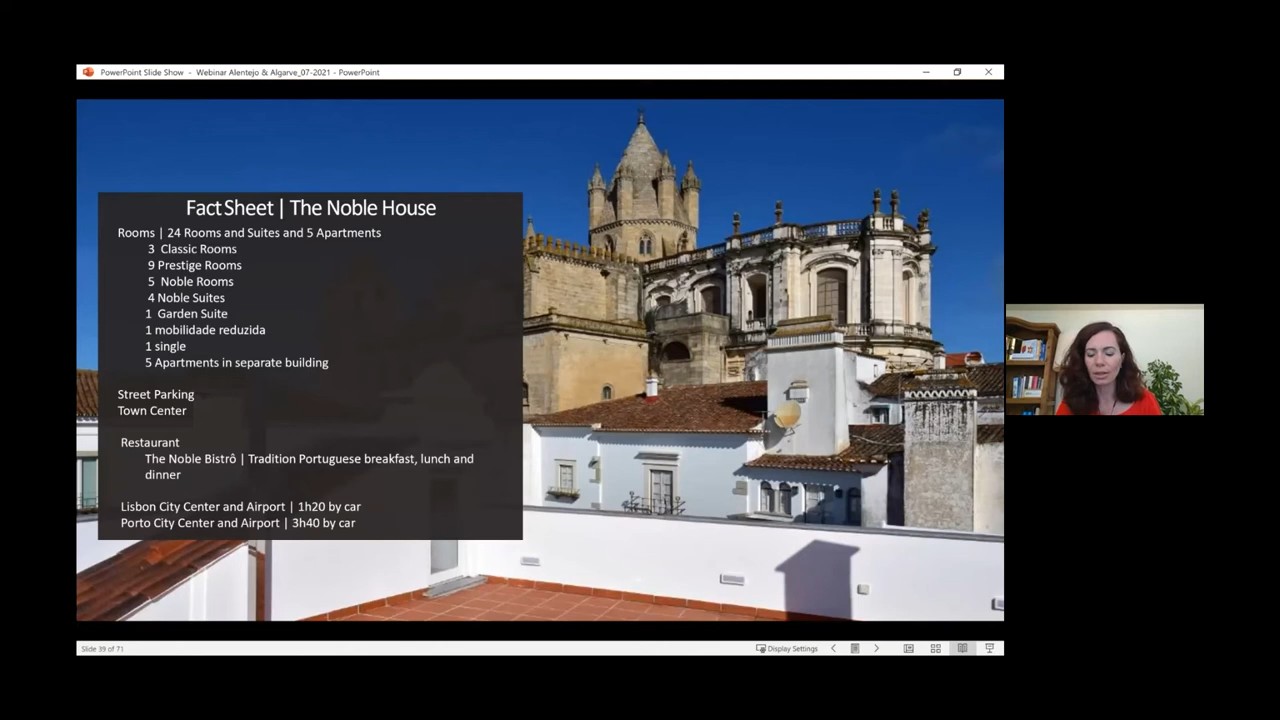 PowerPoint Slide Show - Webinar Alentejo & Algarve_07-2021 - PowerPoint
Fact Sheet | The Noble House
Rooms | 24 Rooms and Suites and 5 Apartments
3 Classic Rooms
9 Prestige Rooms
5 Noble Rooms
4 Noble Suites
1 Garden Suite
1 mobilidade reduzida
1 single
5 Apartments in separate building
Street Parking
Town Center
Restaurant
The Noble Bistrô | Tradition Portuguese breakfast, lunch and
dinner
Lisbon City Center and Airport | 1h20 by car
Porto City Center and Airport | 3h40 by car
Slide 39 of 71
Display Settings